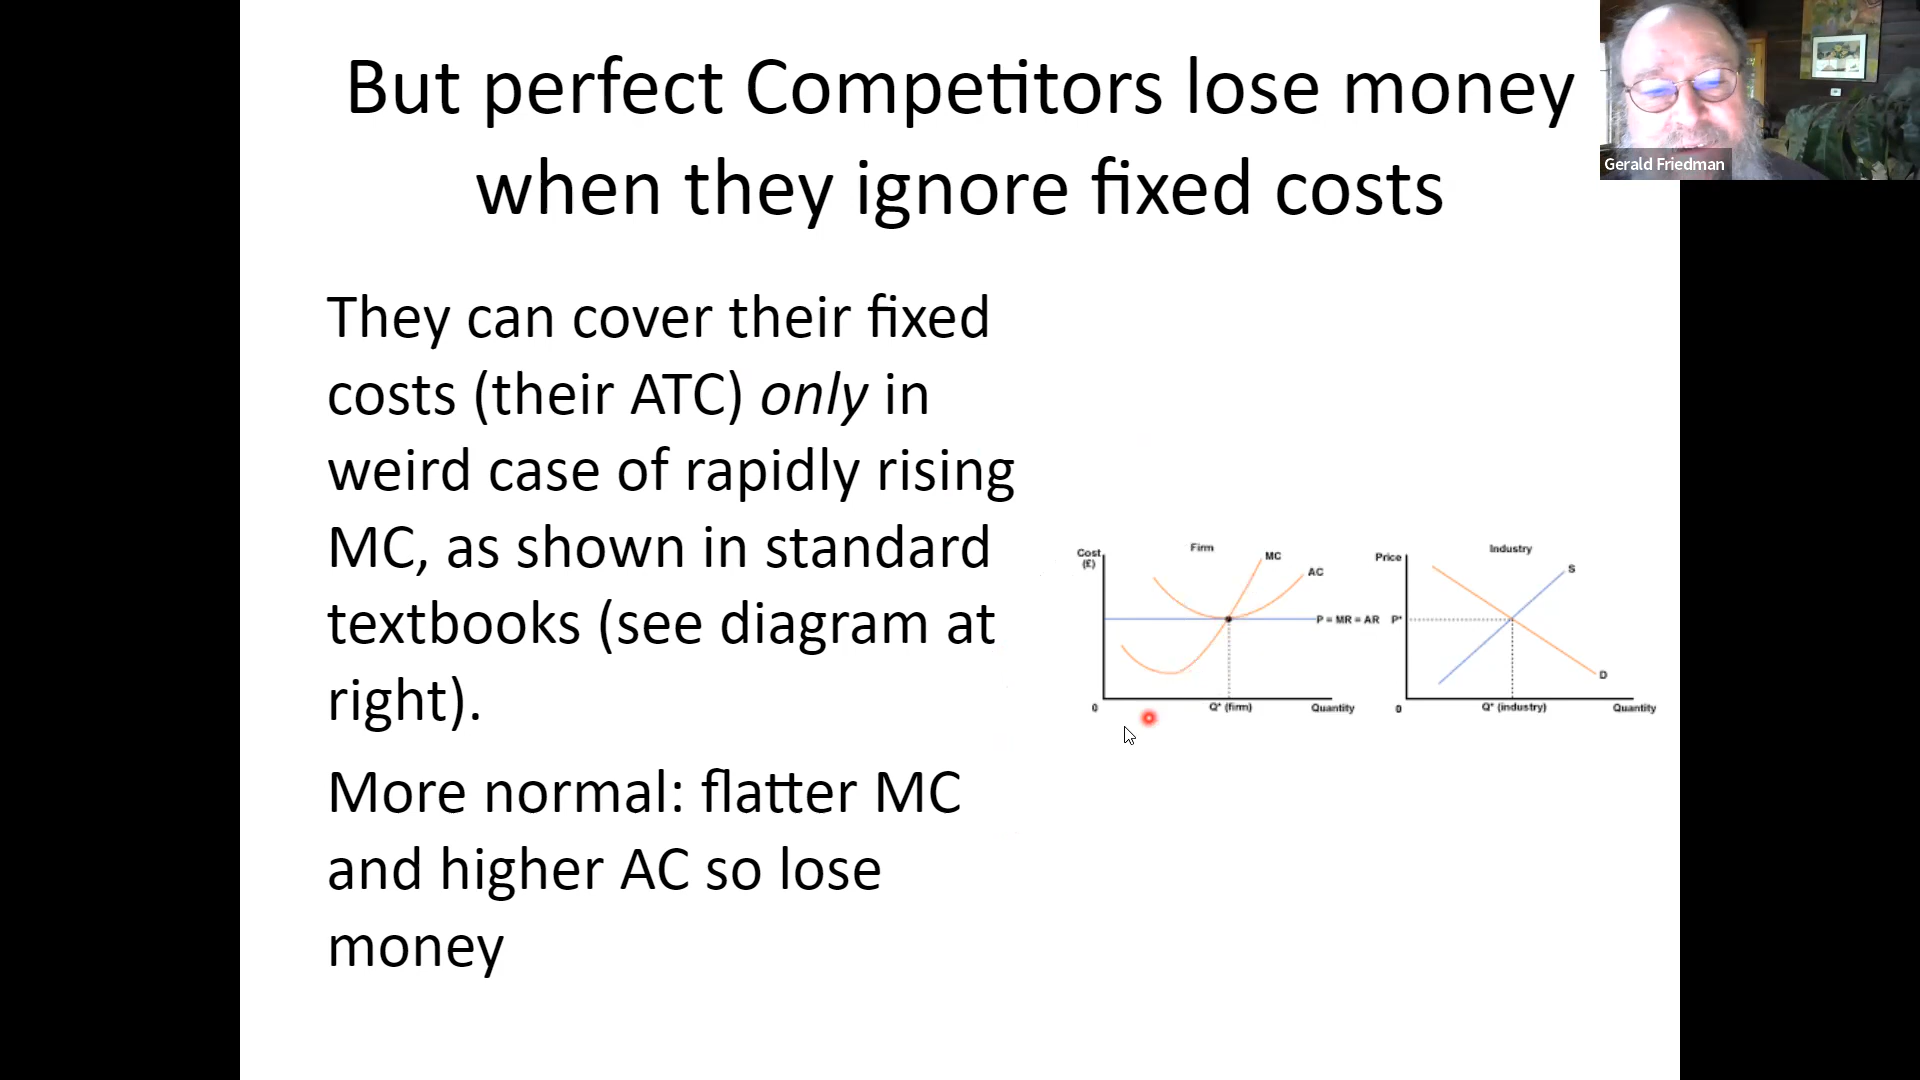 But perfect Competitors lose money
when they ignore fixed costs
Gerald Friedman
They can cover their fixed
costs (their ATC) only in
weird case of rapidly rising
MC, as shown in standard
textbooks (see diagram at
right).
More normal: flatter MC
and higher AC so lose
money
Cost
(£)
Firm
MC
AC
P = MR = AR
0
Q* (firm)
Quantity
Price
Industry
S
P*
D
0
Q* (industry)
Quantity